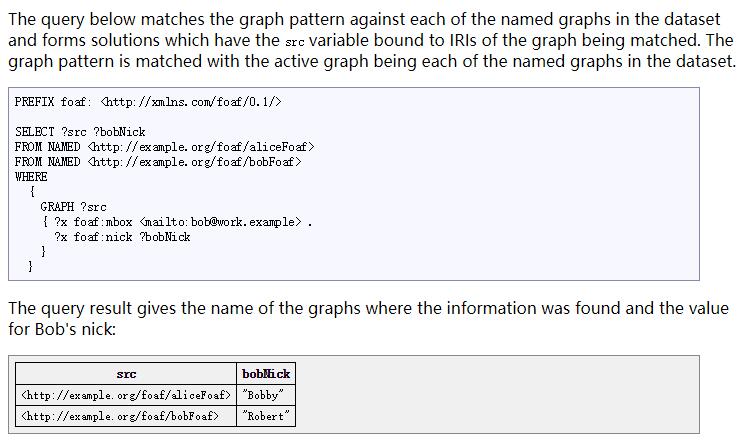 The query below matches the graph pattern against each of the named graphs in the dataset
and forms solutions which have the src variable bound to IRIs of the graph being matched. The
graph pattern is matched with the active graph being each of the named graphs in the dataset.
PREFIX foaf: <http://xmlns.com/foaf/0.1/>
SELECT ?src ?bobNick
FROM NAMED <http://example.org/foaf/aliceFoaf>
FROM NAMED <http://example.org/foaf/bobFoaf>
WHERE
{
GRAPH ?src
{ ?x foaf:mbox <mailto:bob@work.example> .
?x foaf:nick ?bobNick
}
}
The query result gives the name of the graphs where the information was found and the value
for Bob's nick:
src bobNick
<http://example.org/foaf/aliceFoaf> "Bobby"
<http://example.org/foaf/bobFoaf> "Robert"